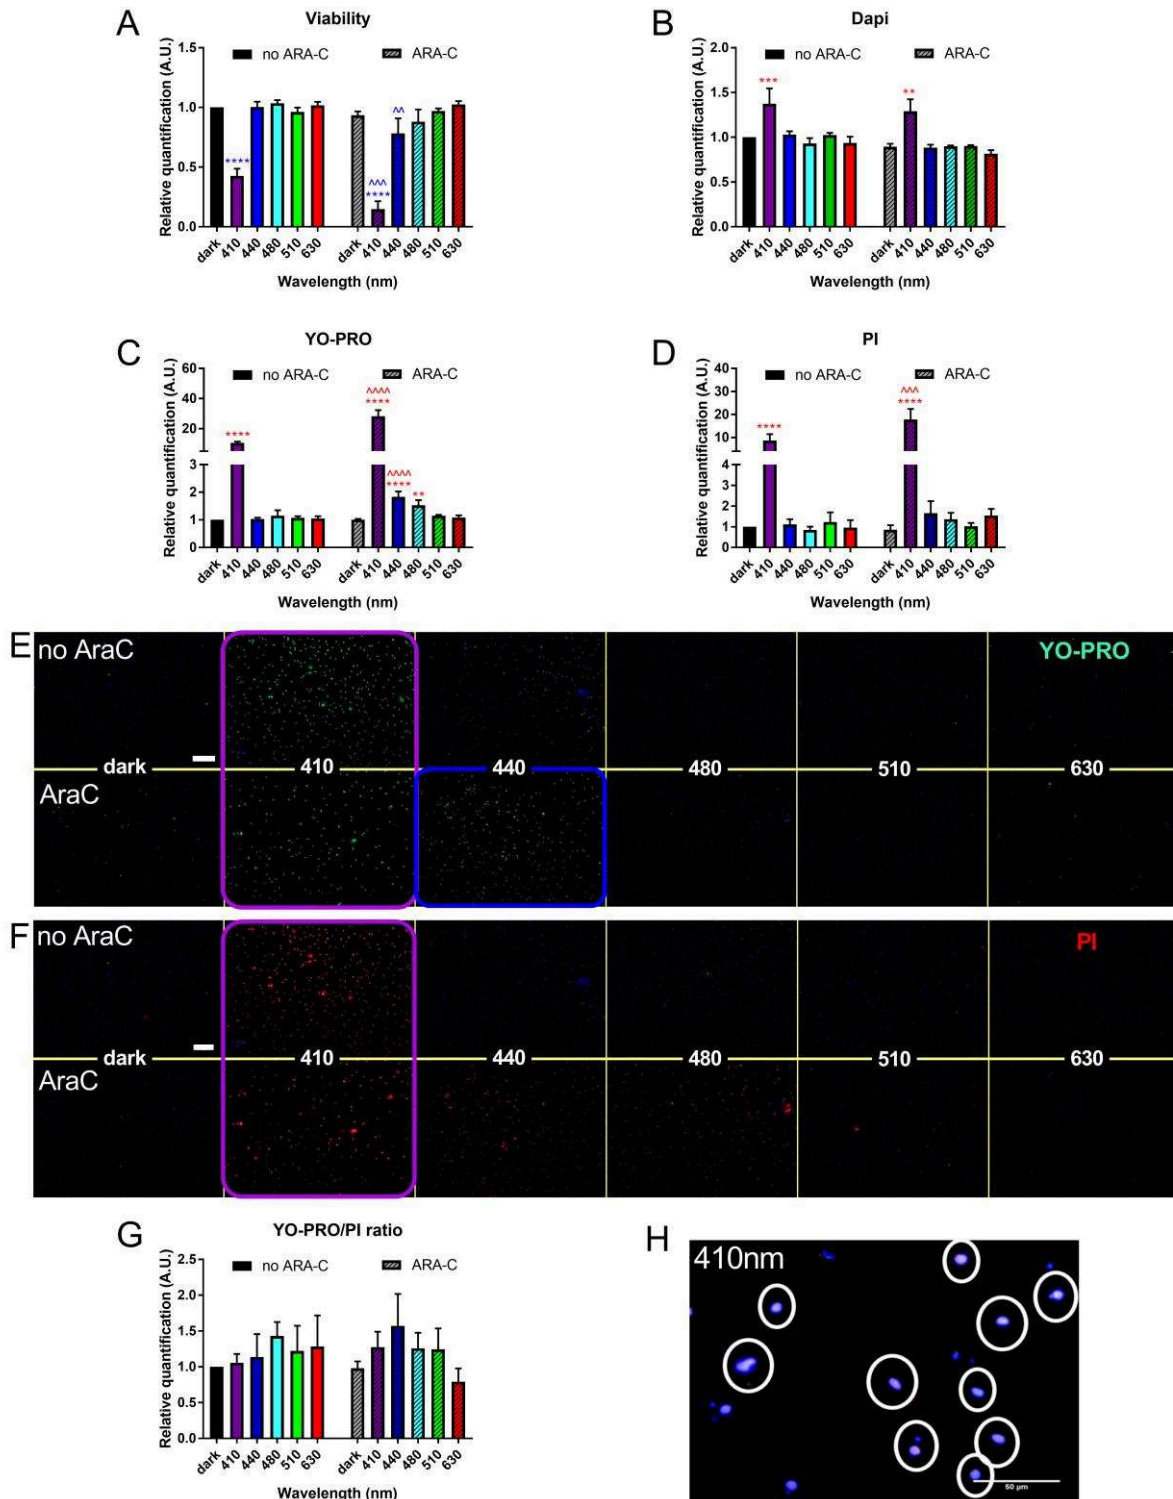 A
Viability
no ARA-C
ARA-C
Relative quantification (A.U.)
1.5
1.0
0.5
0.0
****
^^^
****
^^
dark 410 440 480 510 630 dark 410 440 480 510 630
Wavelength (nm)
B
Dapi
no ARA-C
ARA-C
Relative quantification (A.U.)
2.0
1.5
1.0
0.5
0.0
***
**
dark 410 440 480 510 630 dark 410 440 480 510 630
Wavelength (nm)
C
YO-PRO
no ARA-C
ARA-C
Relative quantification (A.U.)
60
40
20
3
2
1
0
****
^^^^
****
^^^^
****
**
dark 410 440 480 510 630 dark 410 440 480 510 630
Wavelength (nm)
D
PI
no ARA-C
ARA-C
Relative quantification (A.U.)
40
30
20
10
4
3
2
1
0
****
^^^
****
dark 410 440 480 510 630 dark 410 440 480 510 630
Wavelength (nm)
E
no AraC
YO-PRO
dark 410 440 480 510 630
AraC
F
no AraC
PI
dark 410 440 480 510 630
AraC
G
YO-PRO/PI ratio
no ARA-C
ARA-C
Relative quantification (A.U.)
2.5
2.0
1.5
1.0
0.5
0.0
dark 410 440 480 510 630 dark 410 440 480 510 630
Wavelength (nm)
H
410nm
50 μm